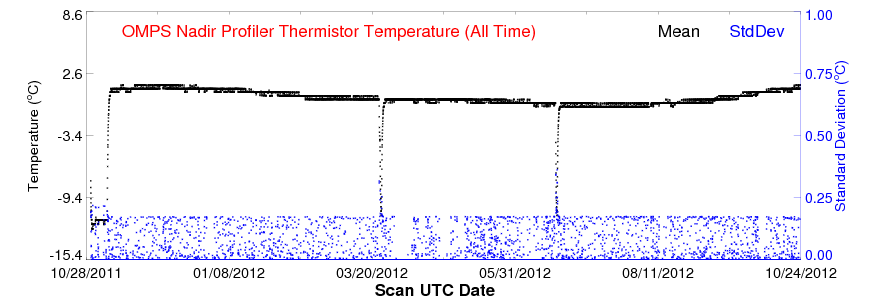 OMPS Nadir Profiler Thermistor Temperature (All Time) Mean StdDev
8.6
2.6
-3.4
-9.4
-15.4
Temperature (°C)
1.00
0.75
0.50
0.25
0.00
Standard Deviation (°C)
10/28/2011 01/08/2012 03/20/2012 05/31/2012 08/11/2012 10/24/2012
Scan UTC Date